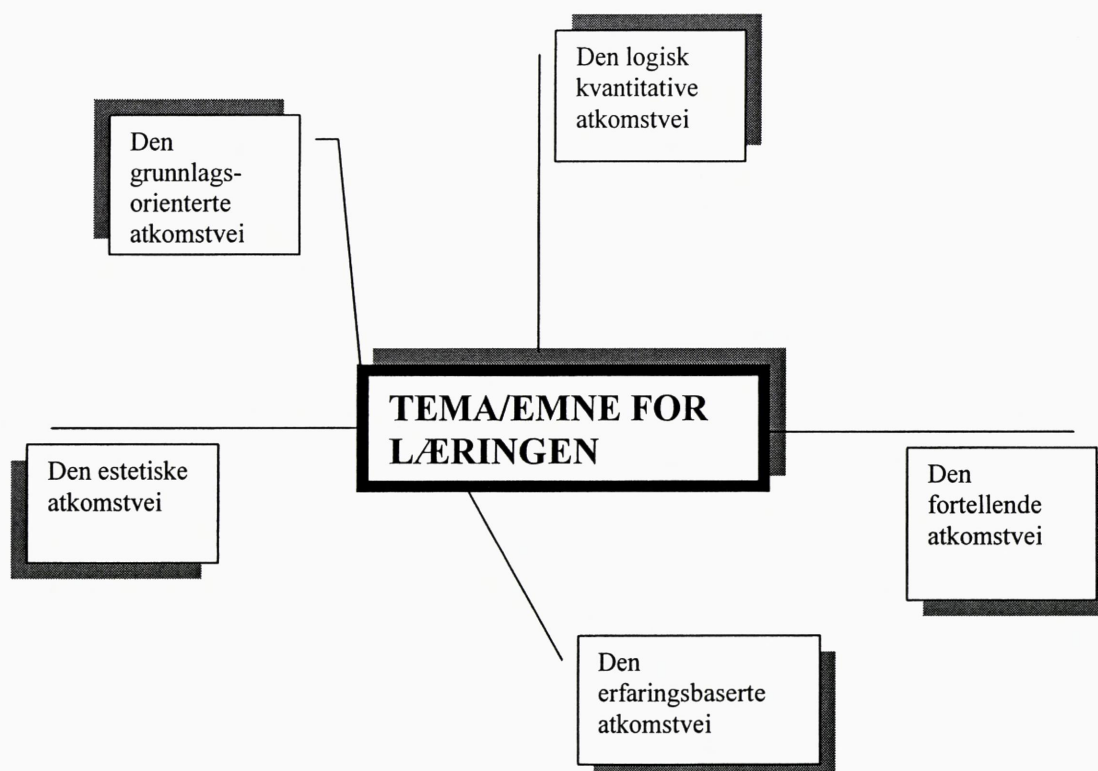 Den logisk
kvantitative
atkomstvei
Den
grunnlags-
orienterte
atkomstvei
TEMA/EMNE FOR
LÆRINGEN
Den estetiske
atkomstvei
Den
fortellende
atkomstvei
Den
erfaringsbaserte
atkomstvei